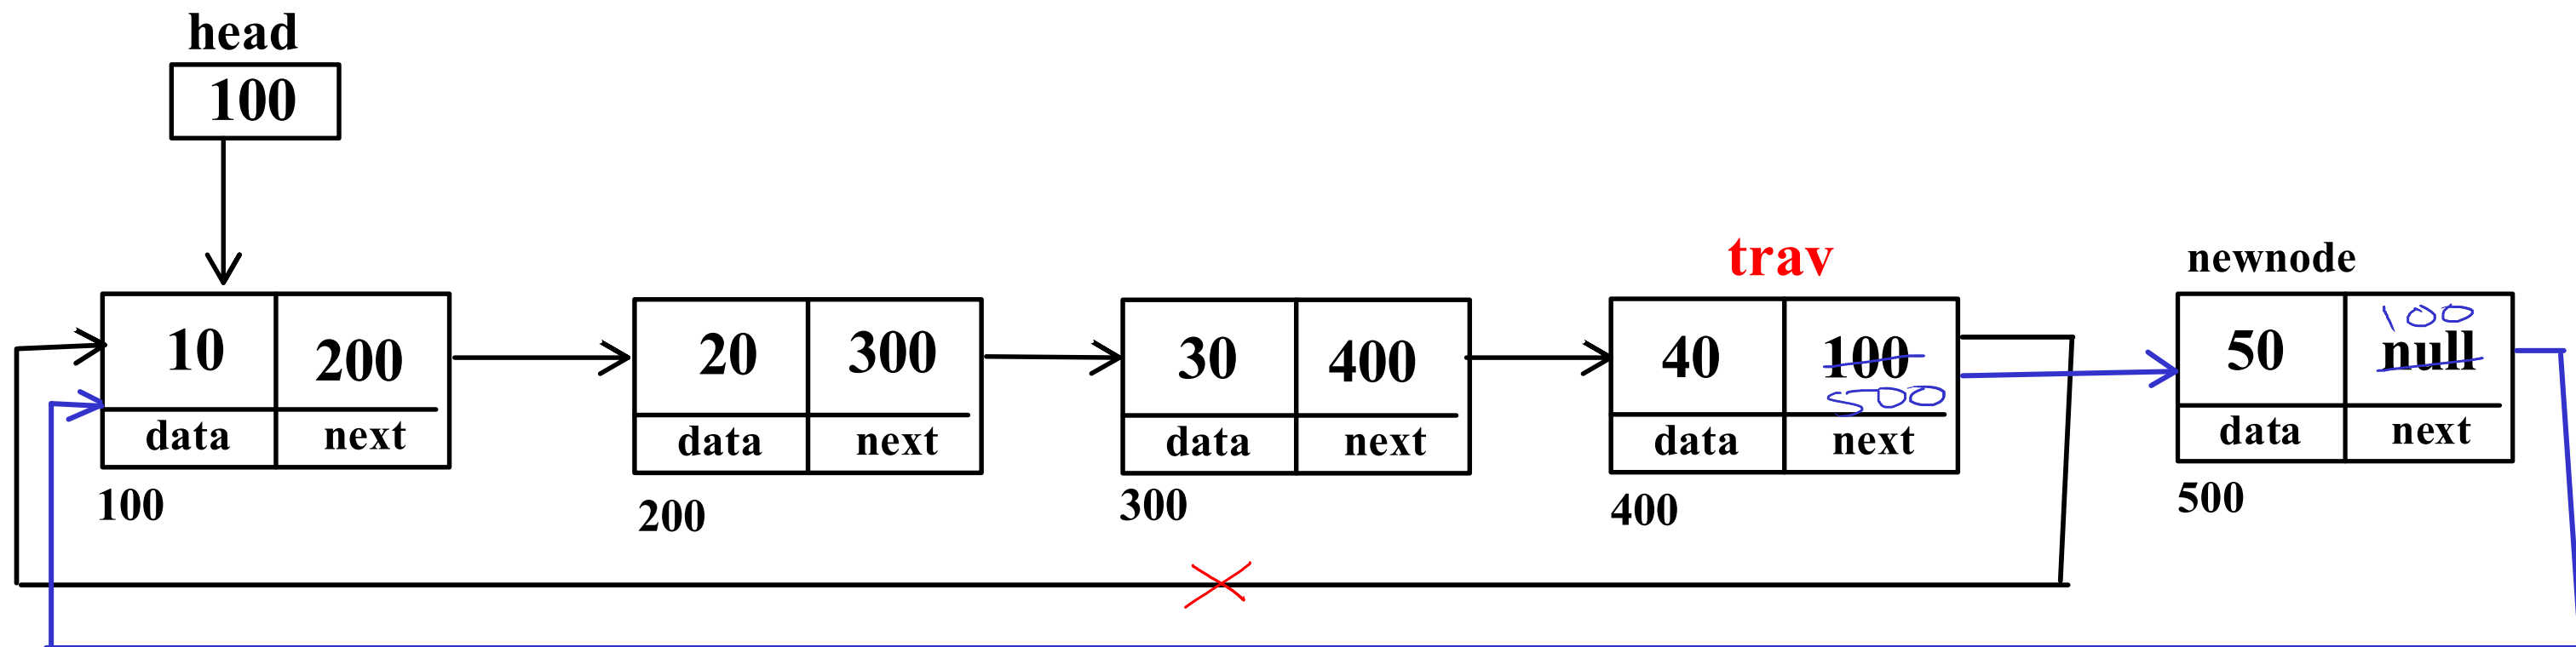 head
100
trav
newnode
10 200
20 300
30 400
40 100
500
50 null
100
data next
data next
data next
data next
data next
100
200
300
400
500